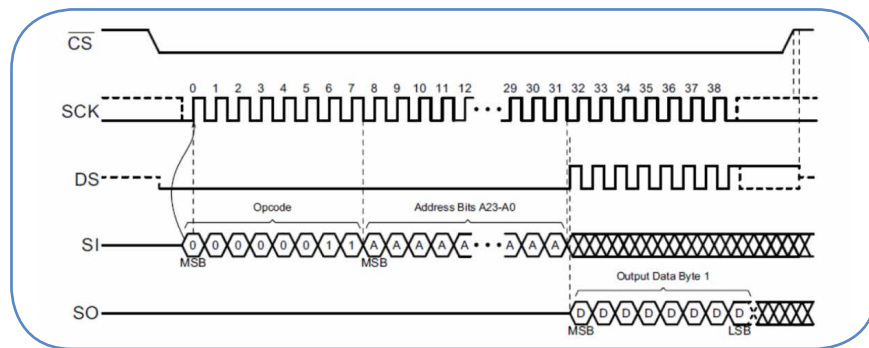 CS
0 1 2 3 4 5 6 7 8 9 10 11 12 29 30 31 32 33 34 35 36 37 38
SCK
DS
Opcode Address Bits A23-A0
SI 0 0 0 0 0 0 1 1 A A A A A A A A
MSB MSB
Output Data Byte 1
SO D D D D D D D D
MSB LSB